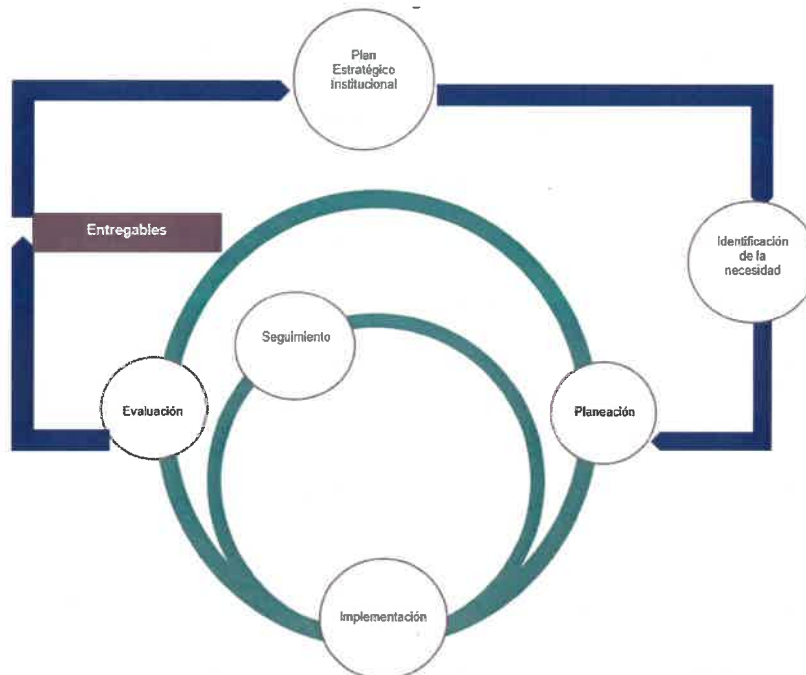 Plan
Estratégico
Institucional
Entregables
Identificación
de la
necesidad
Seguimiento
Evaluación
Planeación
Implementación